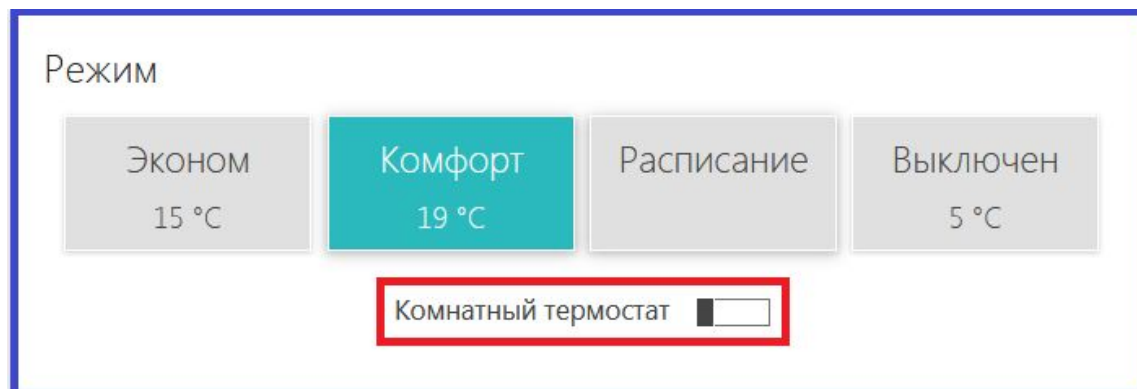 Режим
Эконом
15 °C
Комфорт
19 °C
Расписание
Выключен
5 °C
Комнатный термостат